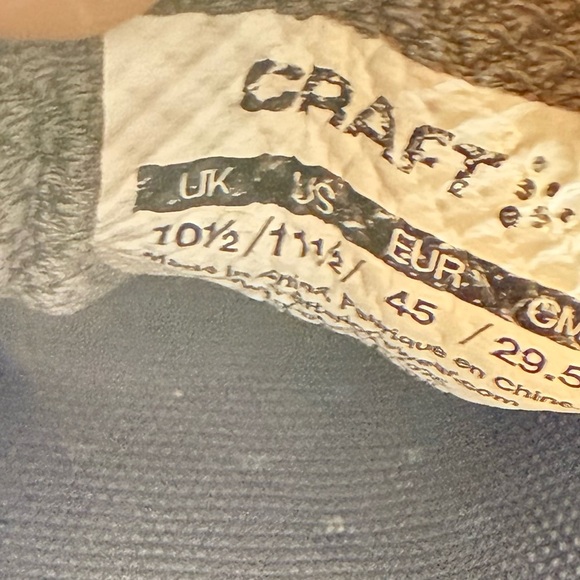 CRAFT
UK US EUR CM
10½/11½/ 45 / 29.5
Made in China, Fabriqué en Chine